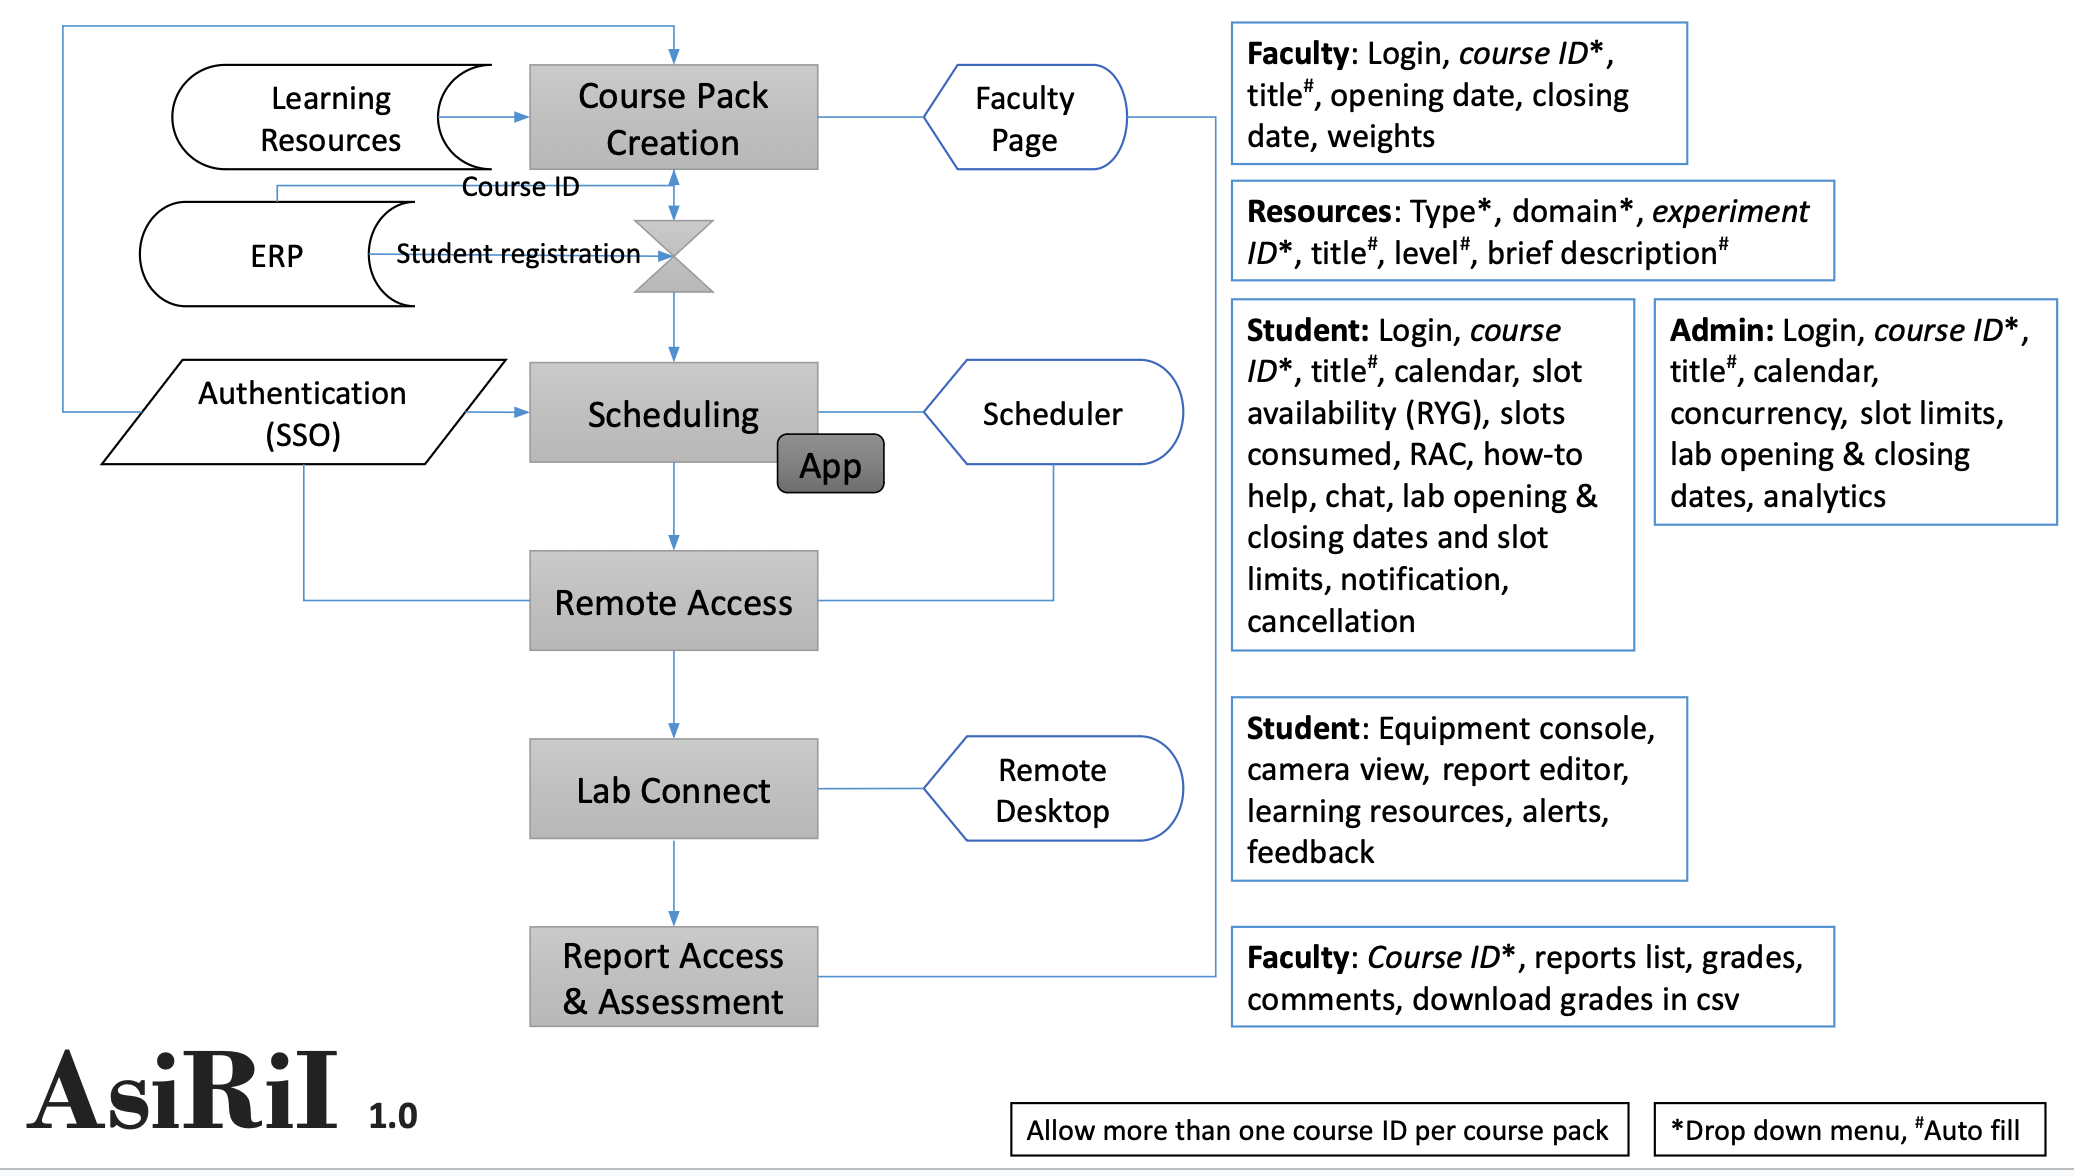 Learning
Resources
Course Pack
Creation
Faculty
Page
Course ID
ERP
Student registration
Authentication
(SSO)
Scheduling
App
Scheduler
Remote Access
Lab Connect
Remote
Desktop
Report Access
& Assessment
Faculty: Login, course ID*,
title#, opening date, closing
date, weights
Resources: Type*, domain*, experiment
ID*, title#, level#, brief description#
Student: Login, course
ID*, title#, calendar, slot
availability (RYG), slots
consumed, RAC, how-to
help, chat, lab opening &
closing dates and slot
limits, notification,
cancellation
Admin: Login, course ID*,
title#, calendar,
concurrency, slot limits,
lab opening & closing
dates, analytics
Student: Equipment console,
camera view, report editor,
learning resources, alerts,
feedback
Faculty: Course ID*, reports list, grades,
comments, download grades in csv
AsiRiI 1.0
Allow more than one course ID per course pack
*Drop down menu, #Auto fill